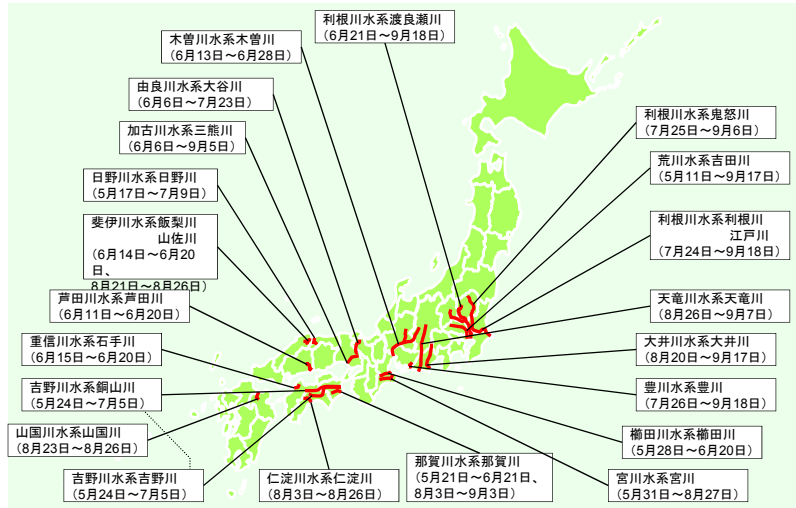 利根川水系渡良瀬川
（6月21日～9月18日）
木曽川水系木曽川
（6月13日～6月28日）
由良川水系大谷川
（6月6日～7月23日）
加古川水系三熊川
（6月6日～9月5日）
日野川水系日野川
（5月17日～7月9日）
斐伊川水系飯梨川
山佐川
（6月14日～6月20
日、
8月21日～8月26日）
芦田川水系芦田川
（6月11日～6月20日）
重信川水系石手川
（6月15日～6月20日）
吉野川水系銅山川
（5月24日～7月5日）
山国川水系山国川
（8月23日～8月26日）
吉野川水系吉野川
（5月24日～7月5日）
仁淀川水系仁淀川
（8月3日～8月26日）
那賀川水系那賀川
（5月21日～6月21日、
8月3日～9月3日）
利根川水系鬼怒川
（7月25日～9月6日）
荒川水系吉田川
（5月11日～9月17日）
利根川水系利根川
江戸川
（7月24日～9月18日）
天竜川水系天竜川
（8月26日～9月7日）
大井川水系大井川
（8月20日～9月17日）
豊川水系豊川
（7月26日～9月18日）
櫛田川水系櫛田川
（5月28日～6月20日）
宮川水系宮川
（5月31日～8月27日）